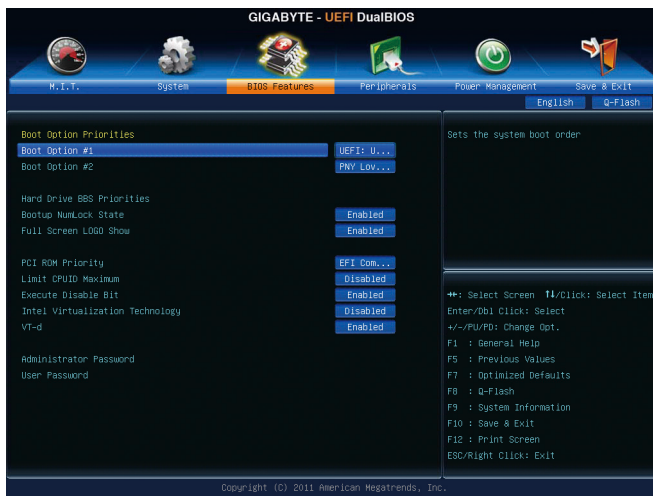 GIGABYTE - UEFI DualBIOS
M.I.T.
System
BIOS Features
Peripherals
Power Management
Save & Exit
English
Q-Flash
Boot Option Priorities
Boot Option #1 UEFI: U...
Boot Option #2 PNY Lov...
Hard Drive BBS Priorities
Bootup NumLock State Enabled
Full Screen LOGO Show Enabled
PCI ROM Priority EFI Com...
Limit CPUID Maximum Disabled
Execute Disable Bit Enabled
Intel Virtualization Technology Disabled
VT-d Enabled
Administrator Password
User Password
Sets the system boot order
→←: Select Screen ↑↓/Click: Select Item
Enter/Dbl Click: Select
+/-/PU/PD: Change Opt.
F1 : General Help
F5 : Previous Values
F7 : Optimized Defaults
F8 : Q-Flash
F9 : System Information
F10 : Save & Exit
F12 : Print Screen
ESC/Right Click: Exit
Copyright (C) 2011 American Megatrends, Inc.